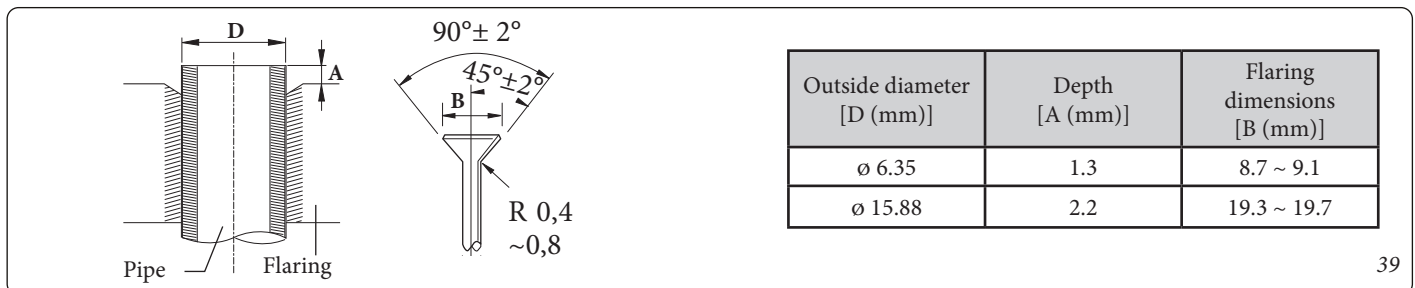 D
A
Pipe
Flaring
90°± 2°
45°±2°
B
R 0,4
~0,8
Outside diameter
[D (mm)]
Depth
[A (mm)]
Flaring
dimensions
[B (mm)]
ø 6.35 1.3 8.7 ~ 9.1
ø 15.88 2.2 19.3 ~ 19.7
39